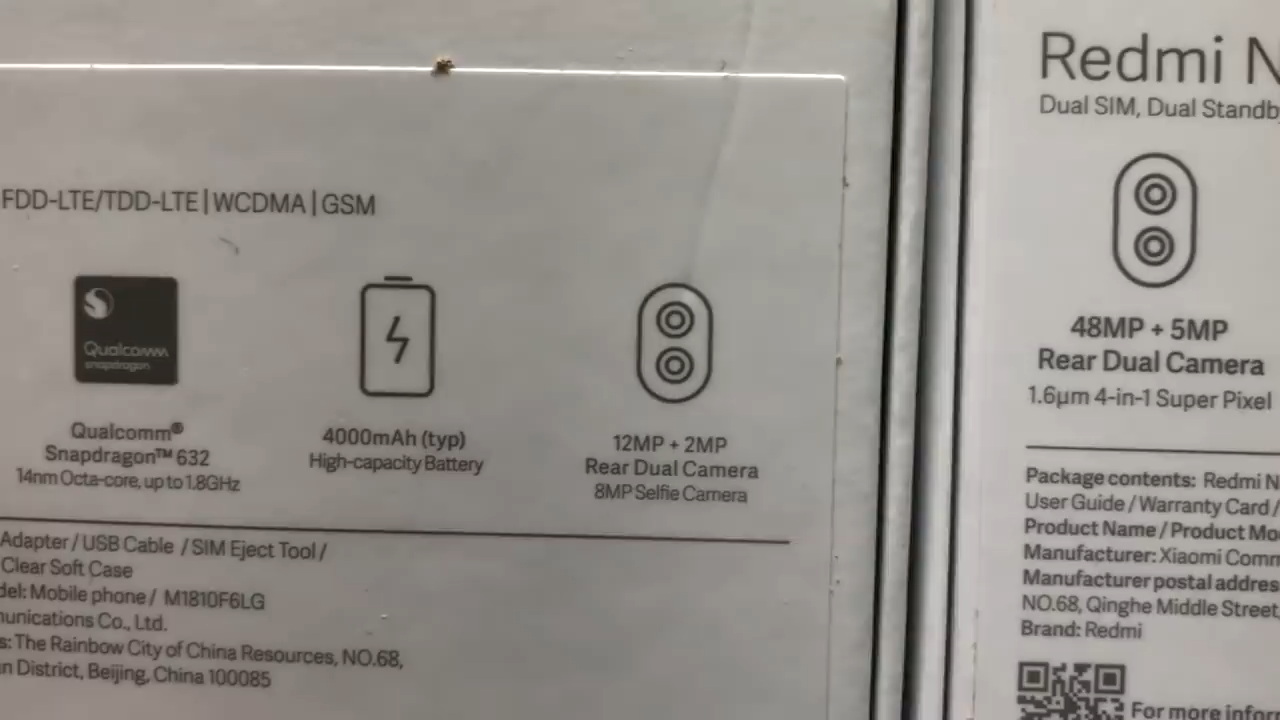 FDD-LTE/TDD-LTE|WCDMA|GSM
Qualcomm
snapdragon
Qualcomm®
Snapdragon™ 632
14nm Octa-core, up to 1.8GHz
4000mAh (typ)
High-capacity Battery
12MP + 2MP
Rear Dual Camera
8MP Selfie Camera
Adapter / USB Cable / SIM Eject Tool /
Clear Soft Case
del: Mobile phone / M1810F6LG
unications Co., Ltd.
s: The Rainbow City of China Resources, NO.68,
n District, Beijing, China 100085
Redmi N
Dual SIM, Dual Standb
48MP + 5MP
Rear Dual Camera
1.6μm 4-in-1 Super Pixel
Package contents: Redmi N
User Guide / Warranty Card /
Product Name / Product Mo
Manufacturer: Xiaomi Comm
Manufacturer postal addres
NO.68, Qinghe Middle Street,
Brand: Redmi
For more infor